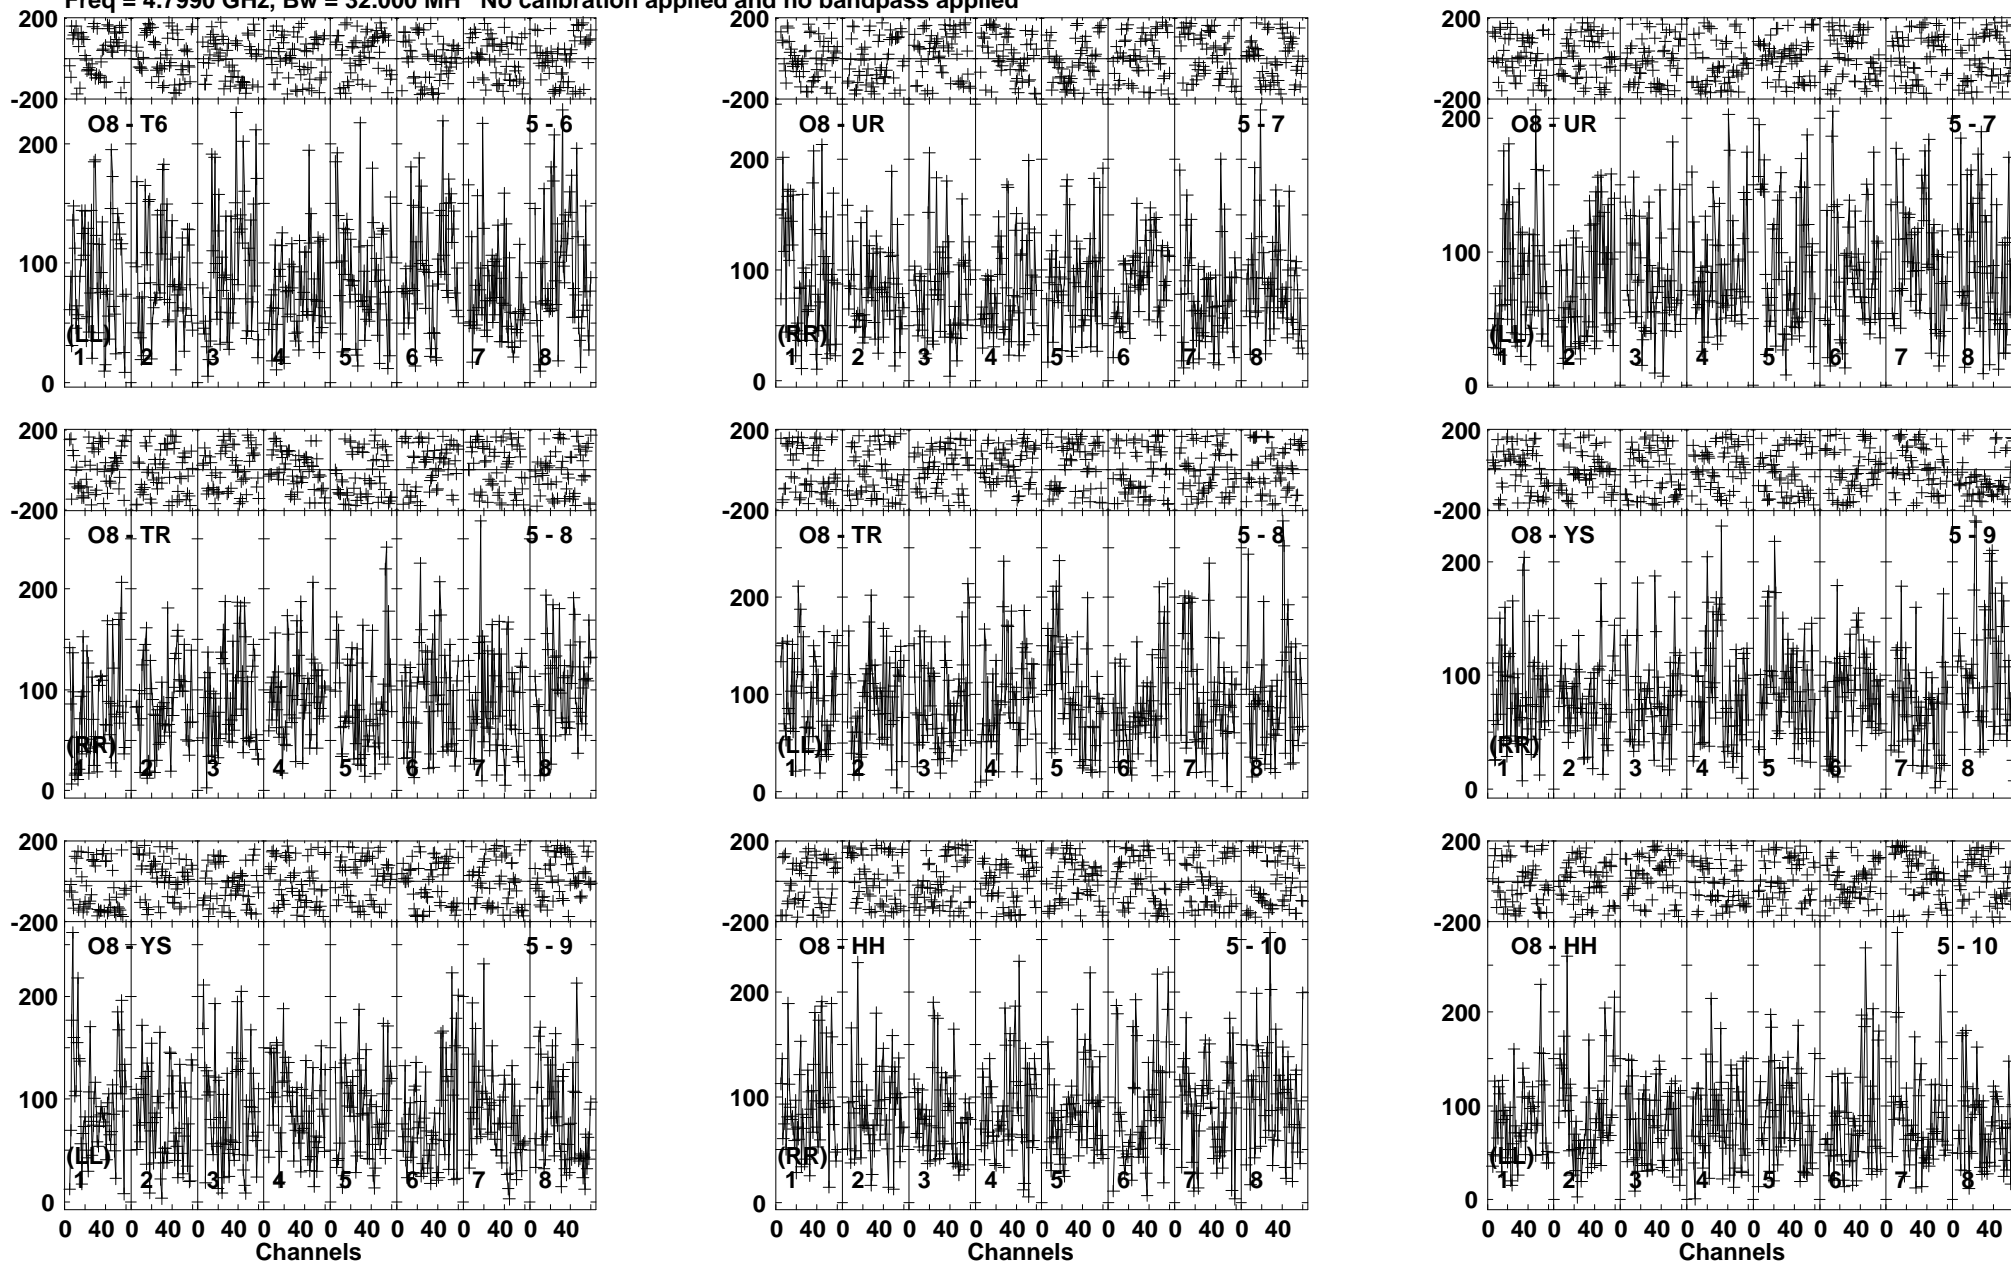 Freq = 4.7990 GHz, Bw = 32.000 MH No calibration applied and no bandpass applied
200 200 200
-200 -200 -200
O8 - T6 5 - 6 O8 - UR 5 - 7 O8 - UR 5 - 7
200 200 200
100 100 100
(LL) (RR) (LL)
1 2 3 4 5 6 7 8 1 2 3 4 5 6 7 8 1 2 3 4 5 6 7 8
0 0 0
200 200 200
-200 -200 -200
O8 - TR 5 - 8 O8 - TR 5 - 8 O8 - YS 5 - 9
200 200 200
100 100 100
(RR) (LL) (RR)
1 2 3 4 5 6 7 8 1 2 3 4 5 6 7 8 1 2 3 4 5 6 7 8
0 0 0
200 200 200
-200 -200 -200
O8 - YS 5 - 9 O8 - HH 5 - 10 O8 - HH 5 - 10
200 200 200
100 100 100
(LL) (RR) (LL)
1 2 3 4 5 6 7 8 1 2 3 4 5 6 7 8 1 2 3 4 5 6 7 8
0 0 0
0 40 0 40 0 40 0 40 0 40 0 40 0 40 0 40 0 40 0 40 0 40 0 40 0 40 0 40 0 40 0 40 0 40 0 40 0 40 0 40 0 40 0 40 0 40 0 40
Channels Channels Channels